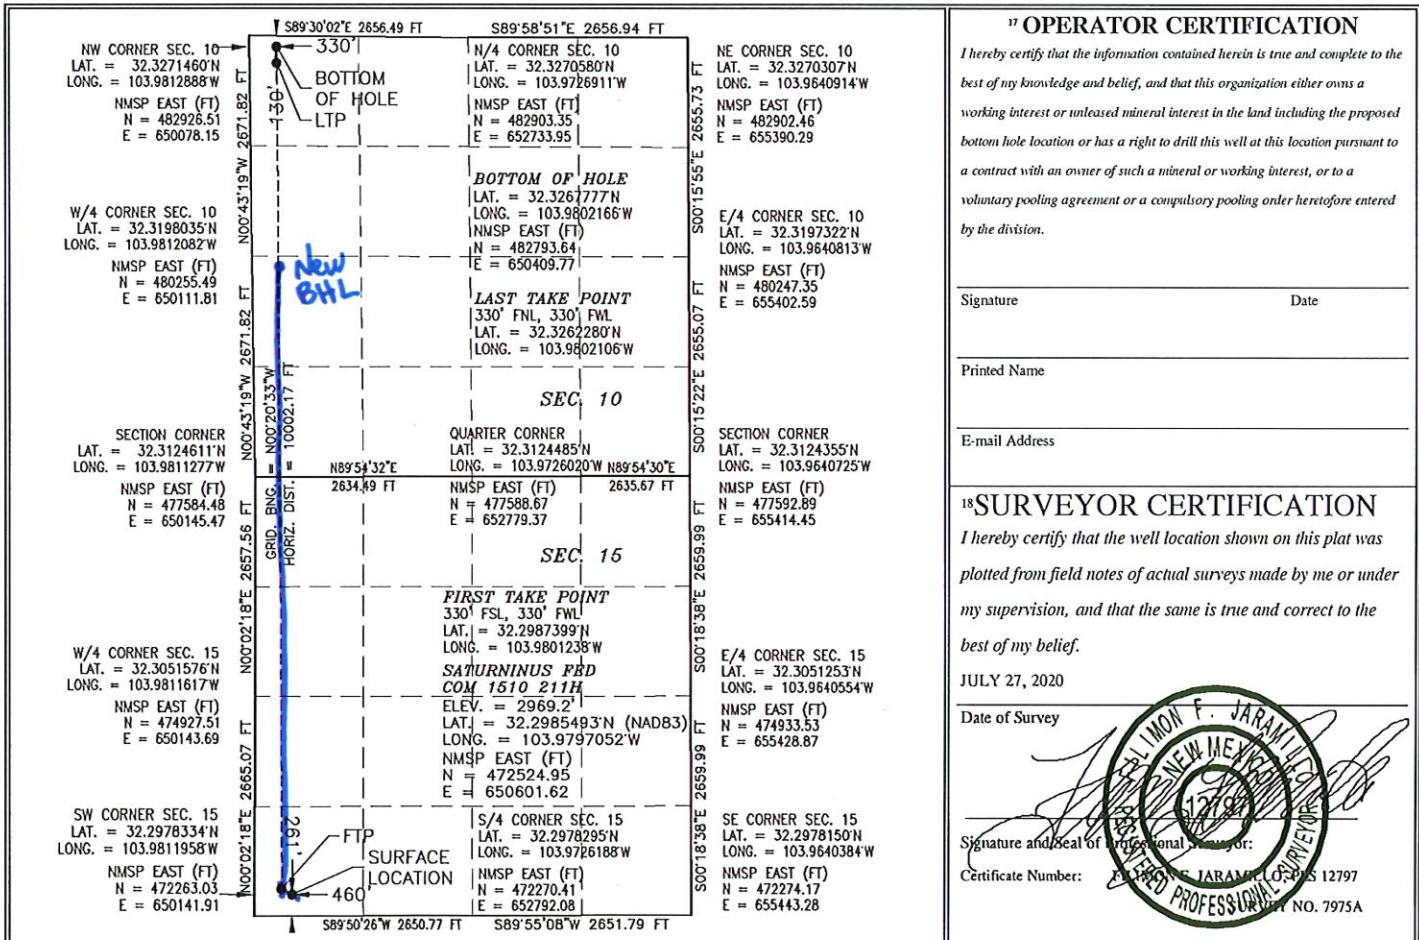 S89°30'02"E 2656.49 FT
S89°58'51"E 2656.94 FT
NW CORNER SEC. 10
LAT. = 32.3271460'N
LONG. = 103.9812888'W
NMSP EAST (FT)
N = 482926.51
E = 650078.15
330'
BOTTOM
OF HOLE
LTP
130'
N/4 CORNER SEC. 10
LAT. = 32.3270580'N
LONG. = 103.9726911'W
NMSP EAST (FT)
N = 482903.35
E = 652733.95
NE CORNER SEC. 10
LAT. = 32.3270307'N
LONG. = 103.9640914'W
NMSP EAST (FT)
N = 482902.46
E = 655390.29
N00°43'19"W 2671.82 FT
S00°15'55"E 2655.73 FT
BOTTOM OF HOLE
LAT. = 32.3267777'N
LONG. = 103.9802166'W
NMSP EAST (FT)
N = 482793.64
E = 650409.77
W/4 CORNER SEC. 10
LAT. = 32.3198035'N
LONG. = 103.9812082'W
NMSP EAST (FT)
N = 480255.49
E = 650111.81
New
BHL
E/4 CORNER SEC. 10
LAT. = 32.3197322'N
LONG. = 103.9640813'W
NMSP EAST (FT)
N = 480247.35
E = 655402.59
LAST TAKE POINT
330' FNL, 330' FWL
LAT. = 32.3262280'N
LONG. = 103.9802106'W
N00°43'19"W 2671.82 FT
S00°15'22"E 2655.07 FT
GRID. BNG. = N00°20'33"W
HORIZ. DIST. = 10002.17 FT
SEC. 10
SECTION CORNER
LAT. = 32.3124611'N
LONG. = 103.9811277'W
NMSP EAST (FT)
N = 477584.48
E = 650145.47
QUARTER CORNER
LAT. = 32.3124485'N
LONG. = 103.9726020'W
NMSP EAST (FT)
N = 477588.67
E = 652779.37
N89°54'32"E
2634.49 FT
N89°54'30"E
2635.67 FT
SECTION CORNER
LAT. = 32.3124355'N
LONG. = 103.9640725'W
NMSP EAST (FT)
N = 477592.89
E = 655414.45
SEC. 15
N00°02'18"E 2657.56 FT
S00°18'38"E 2659.99 FT
FIRST TAKE POINT
330' FSL, 330' FWL
LAT. = 32.2987399'N
LONG. = 103.9801238'W
SATURNINUS FED
COM 1510 211H
ELEV. = 2969.2'
LAT. = 32.2985493'N (NAD83)
LONG. = 103.9797052'W
NMSP EAST (FT)
N = 472524.95
E = 650601.62
W/4 CORNER SEC. 15
LAT. = 32.3051576'N
LONG. = 103.9811617'W
NMSP EAST (FT)
N = 474927.51
E = 650143.69
E/4 CORNER SEC. 15
LAT. = 32.3051253'N
LONG. = 103.9640554'W
NMSP EAST (FT)
N = 474933.53
E = 655428.87
N00°02'18"E 2665.07 FT
S00°18'38"E 2659.99 FT
SW CORNER SEC. 15
LAT. = 32.2978334'N
LONG. = 103.9811958'W
NMSP EAST (FT)
N = 472263.03
E = 650141.91
261'
FTP
SURFACE
LOCATION
460'
S/4 CORNER SEC. 15
LAT. = 32.2978295'N
LONG. = 103.9726188'W
NMSP EAST (FT)
N = 472270.41
E = 652792.08
SE CORNER SEC. 15
LAT. = 32.2978150'N
LONG. = 103.9640384'W
NMSP EAST (FT)
N = 472274.17
E = 655443.28
S89°50'26"W 2650.77 FT
S89°55'08"W 2651.79 FT
17 OPERATOR CERTIFICATION
I hereby certify that the information contained herein is true and complete to the
best of my knowledge and belief, and that this organization either owns a
working interest or unleased mineral interest in the land including the proposed
bottom hole location or has a right to drill this well at this location pursuant to
a contract with an owner of such a mineral or working interest, or to a
voluntary pooling agreement or a compulsory pooling order heretofore entered
by the division.
Signature Date
Printed Name
E-mail Address
18 SURVEYOR CERTIFICATION
I hereby certify that the well location shown on this plat was
plotted from field notes of actual surveys made by me or under
my supervision, and that the same is true and correct to the
best of my belief.
JULY 27, 2020
Date of Survey
FILIMON F. JARAMILLO
NEW MEXICO
12797
REGISTERED PROFESSIONAL SURVEYOR
Signature and Seal of Professional Surveyor:
Certificate Number: FILIMON F. JARAMILLO, PLS 12797
SURVEY NO. 7975A